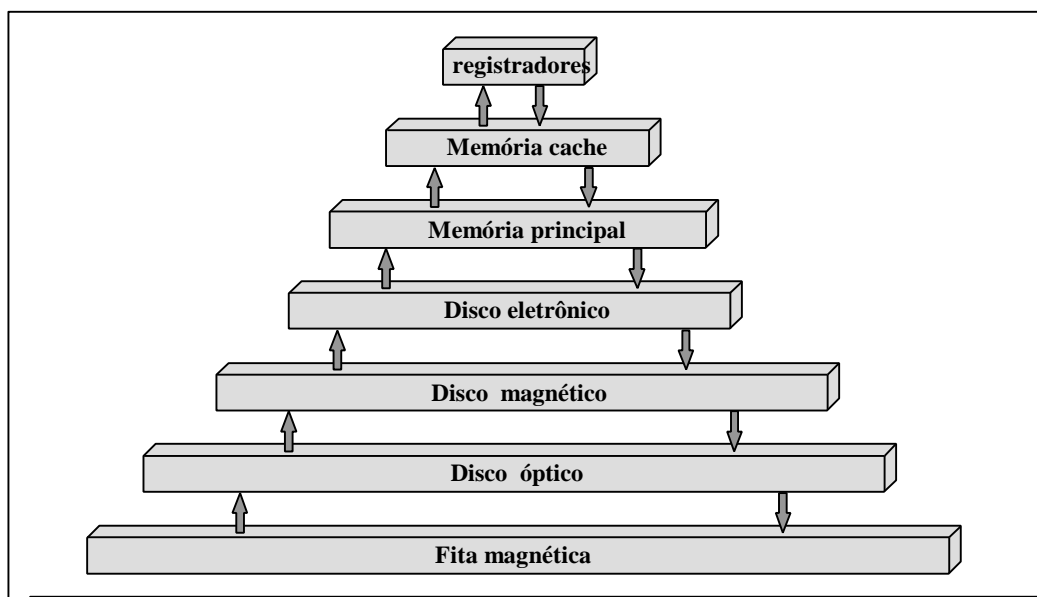 registradores
Memória cache
Memória principal
Disco eletrônico
Disco magnético
Disco óptico
Fita magnética